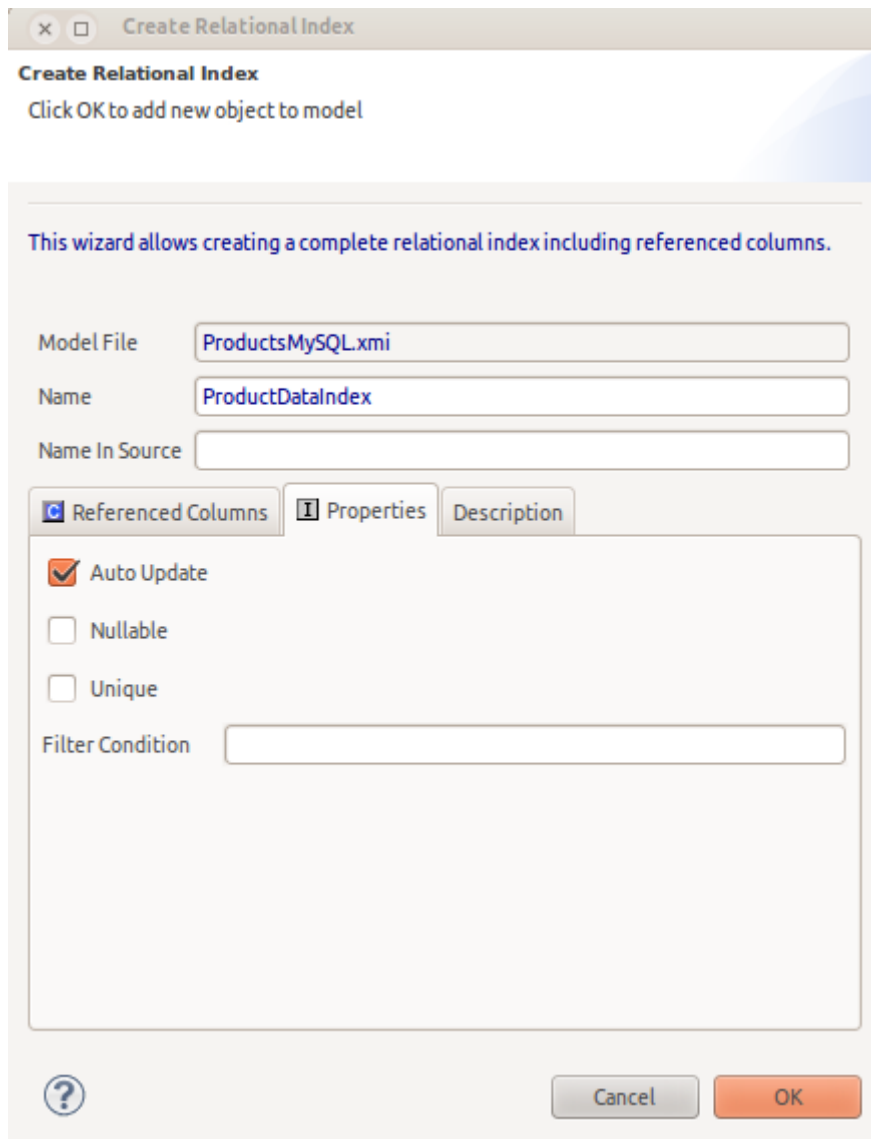 Create Relational Index
Create Relational Index
Click OK to add new object to model
This wizard allows creating a complete relational index including referenced columns.
Model File ProductsMySQL.xmi
Name ProductDataIndex
Name In Source
C Referenced Columns I Properties Description
Auto Update
Nullable
Unique
Filter Condition
? Cancel OK